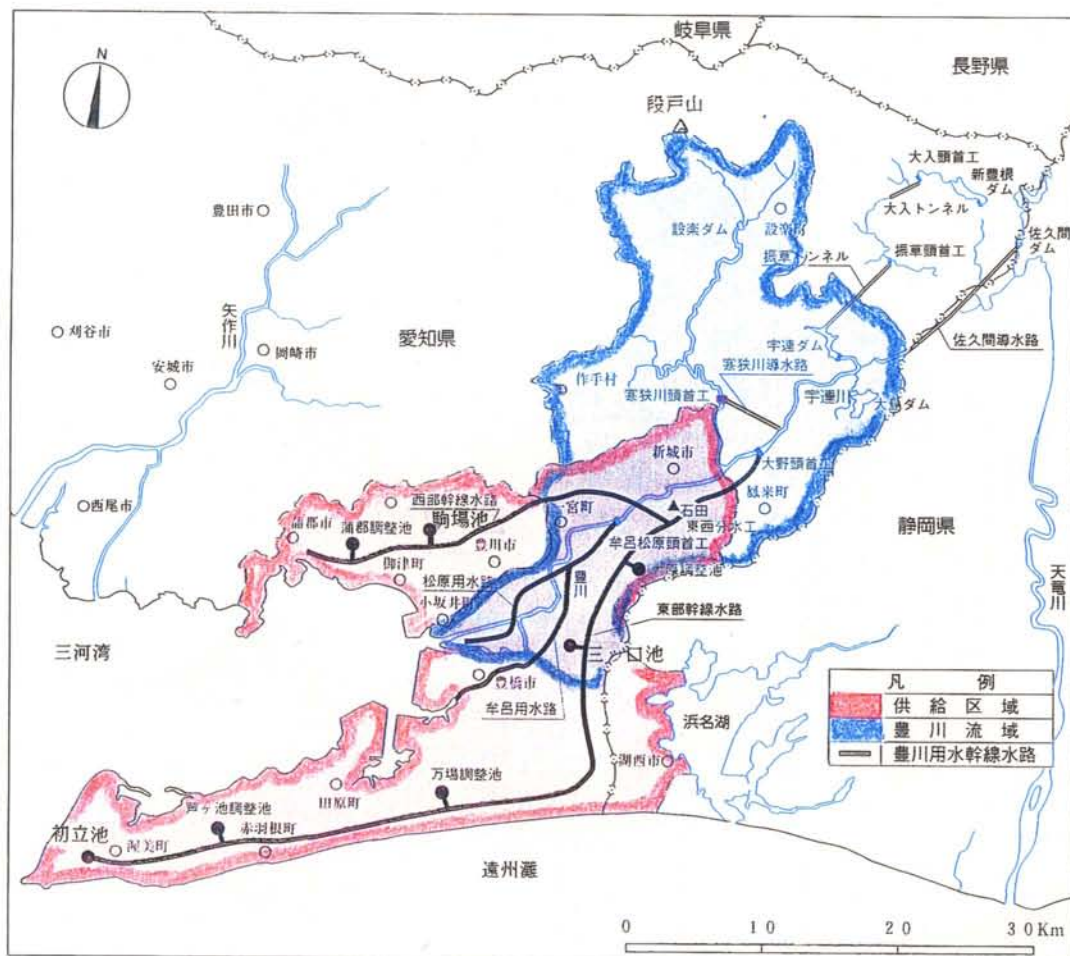 岐阜県
長野県
N
段戸山
大入頭首工
新豊根
ダム
大入トンネル
佐久間
ダム
豊田市
設楽ダム
設楽町
振草頭首工
振草トンネル
矢作川
刈谷市
愛知県
岡崎市
宇連ダム
佐久間導水路
安城市
作手村
寒狭川導水路
寒狭川頭首工
宇連川
大島ダム
新城市
大野頭首工
鳳来町
西尾市
西部幹線水路
一宮町
石田
東西分水工
静岡県
蒲郡市
蒲郡調整池
駒場池
豊川市
牟呂松原頭首工
天竜川
御津町
松原用水路
豊川
小坂井町
東部幹線水路
三河湾
三ツ口池
豊橋市
牟呂用水路
浜名湖
凡例
供給区域
豊川流域
豊川用水幹線水路
湖西市
万場調整池
田原町
芦ヶ池調整池
赤羽根町
初立池
渥美町
遠州灘
0 10 20 30Km